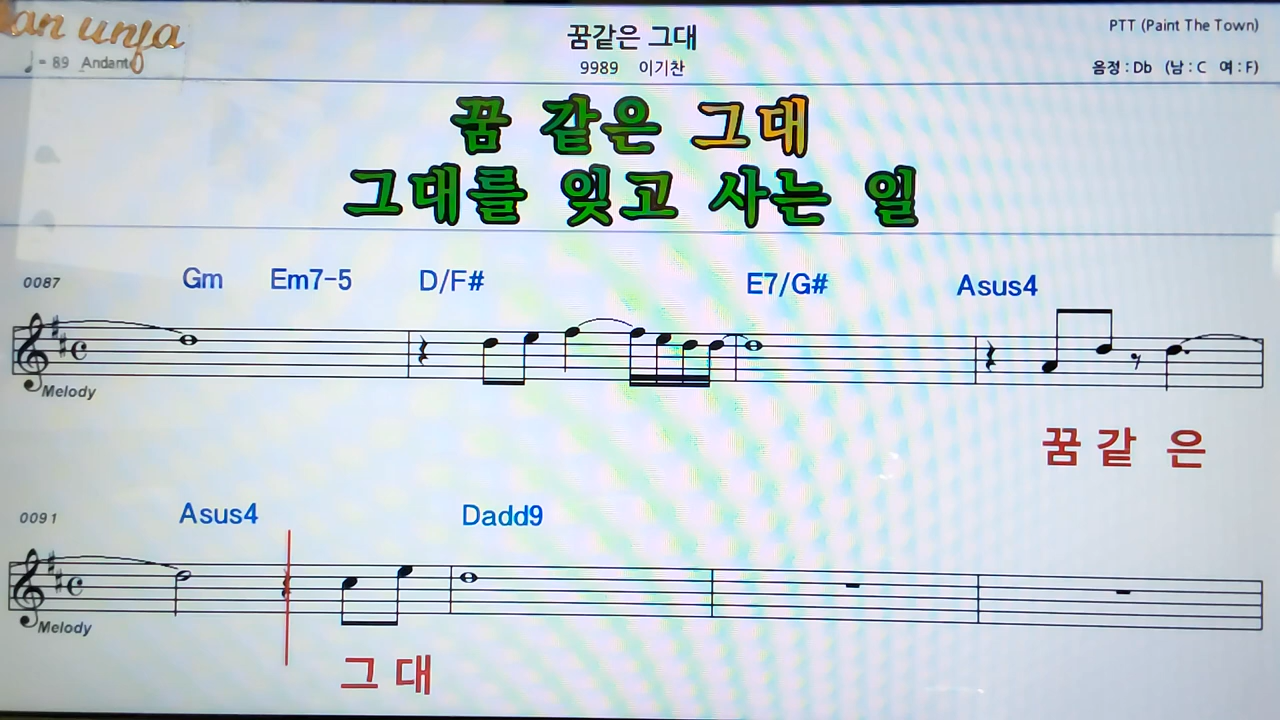 an unja
♩= 89 Andante
꿈같은 그대
9989 이기찬
PTT (Paint The Town)
음정 : Db (남 : C 여 : F)
꿈 같은 그대
그대를 잊고 사는 일
0087 Gm Em7-5 D/F# E7/G# Asus4
Melody
꿈 같 은
0091 Asus4 Dadd9
Melody
그 대